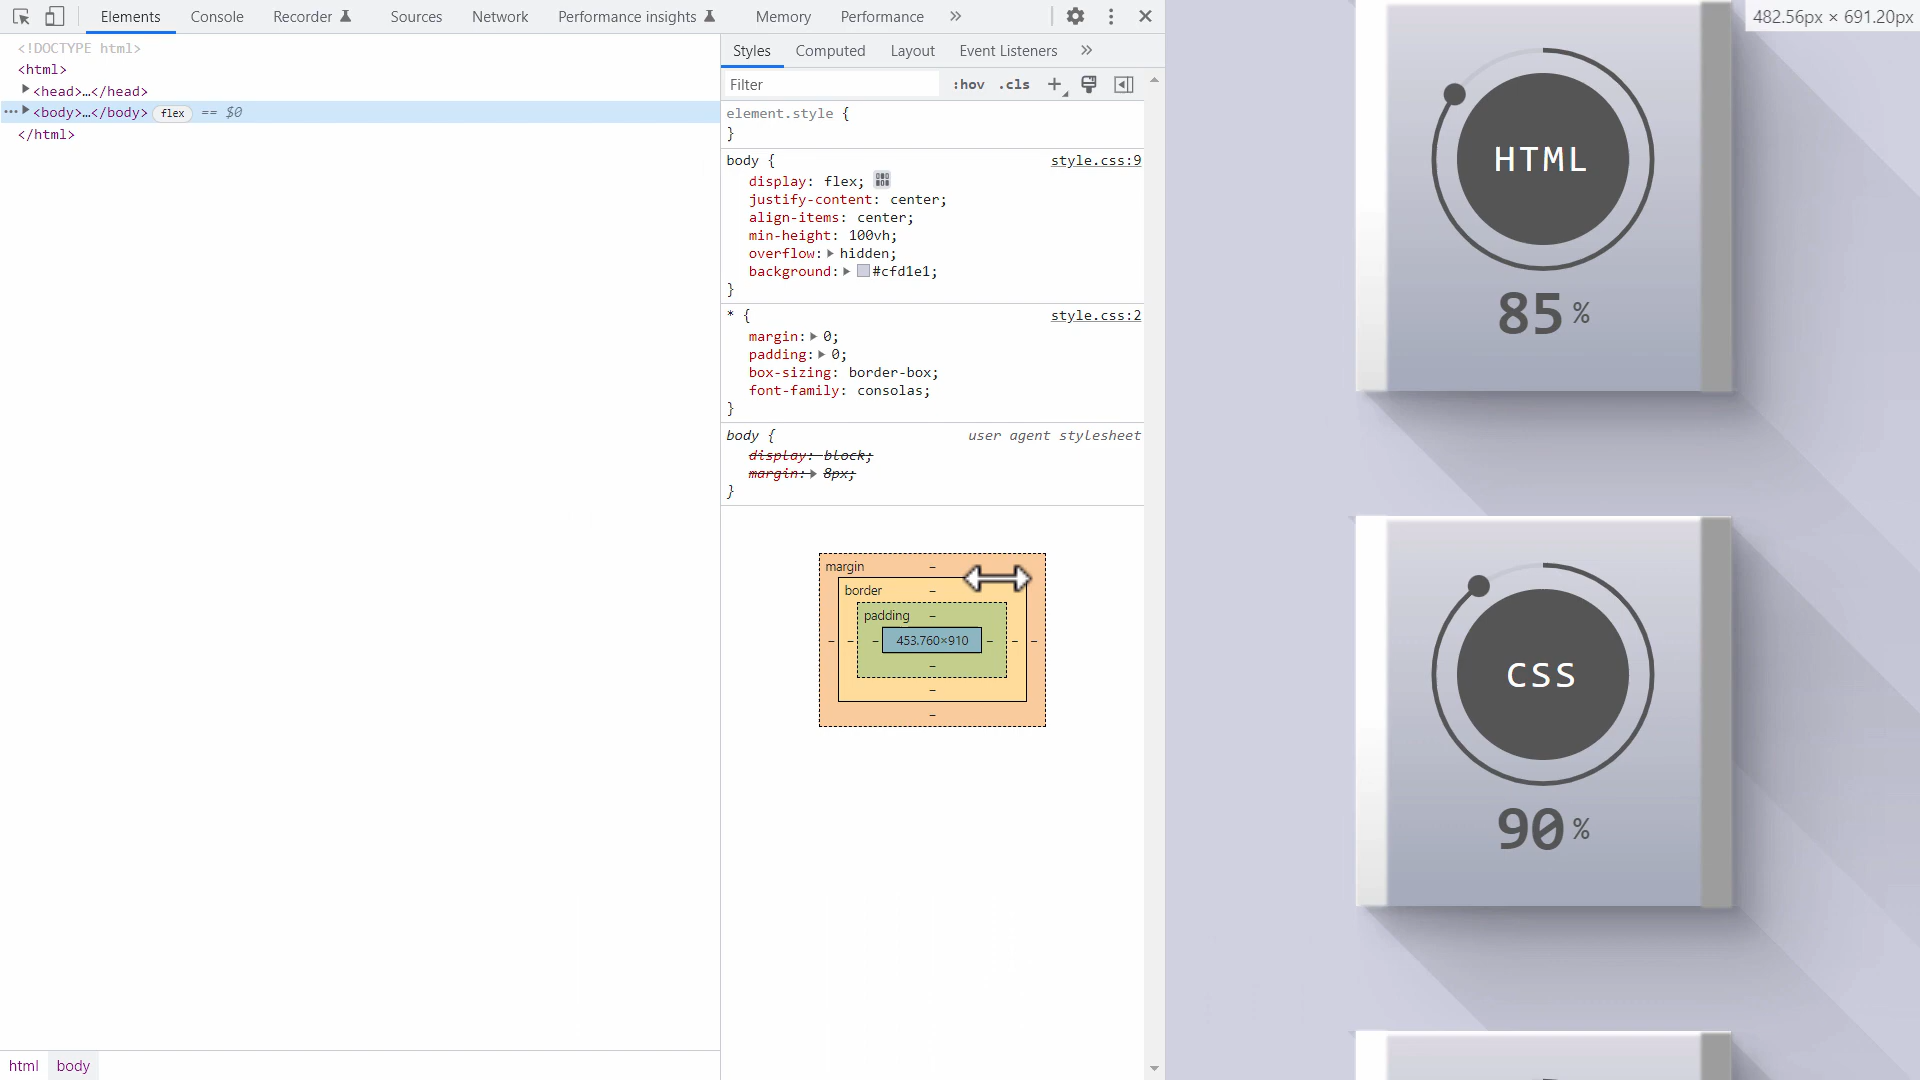 Elements Console Recorder Sources Network Performance insights Memory Performance »
<!DOCTYPE html>
<html>
<head>…</head>
<body>…</body> flex == $0
</html>
html body
Styles Computed Layout Event Listeners »
Filter :hov .cls
element.style {
}
body { style.css:9
display: flex;
justify-content: center;
align-items: center;
min-height: 100vh;
overflow: hidden;
background: #cfd1e1;
}
* { style.css:2
margin: 0;
padding: 0;
box-sizing: border-box;
font-family: consolas;
}
body { user agent stylesheet
display: block;
margin: 8px;
}
margin –
border –
padding –
– – – 453.760×910 – – –
–
–
–
482.56px × 691.20px
HTML
85 %
CSS
90 %